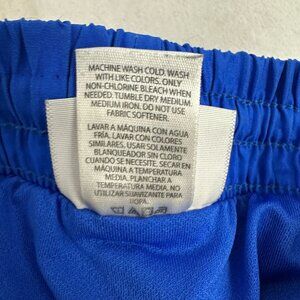 MACHINE WASH COLD. WASH
WITH LIKE COLORS. ONLY
NON-CHLORINE BLEACH WHEN
NEEDED. TUMBLE DRY MEDIUM.
MEDIUM IRON. DO NOT USE
FABRIC SOFTENER.
LAVAR A MÁQUINA CON AGUA
FRÍA. LAVAR CON COLORES
SIMILARES. USAR SOLAMENTE
BLANQUEADOR SIN CLORO
CUANDO SE NECESITE. SECAR EN
MÁQUINA A TEMPERATURA
MEDIA. PLANCHAR A
TEMPERATURA MEDIA. NO
UTILIZAR SUAVIZANTE PARA
ROPA.